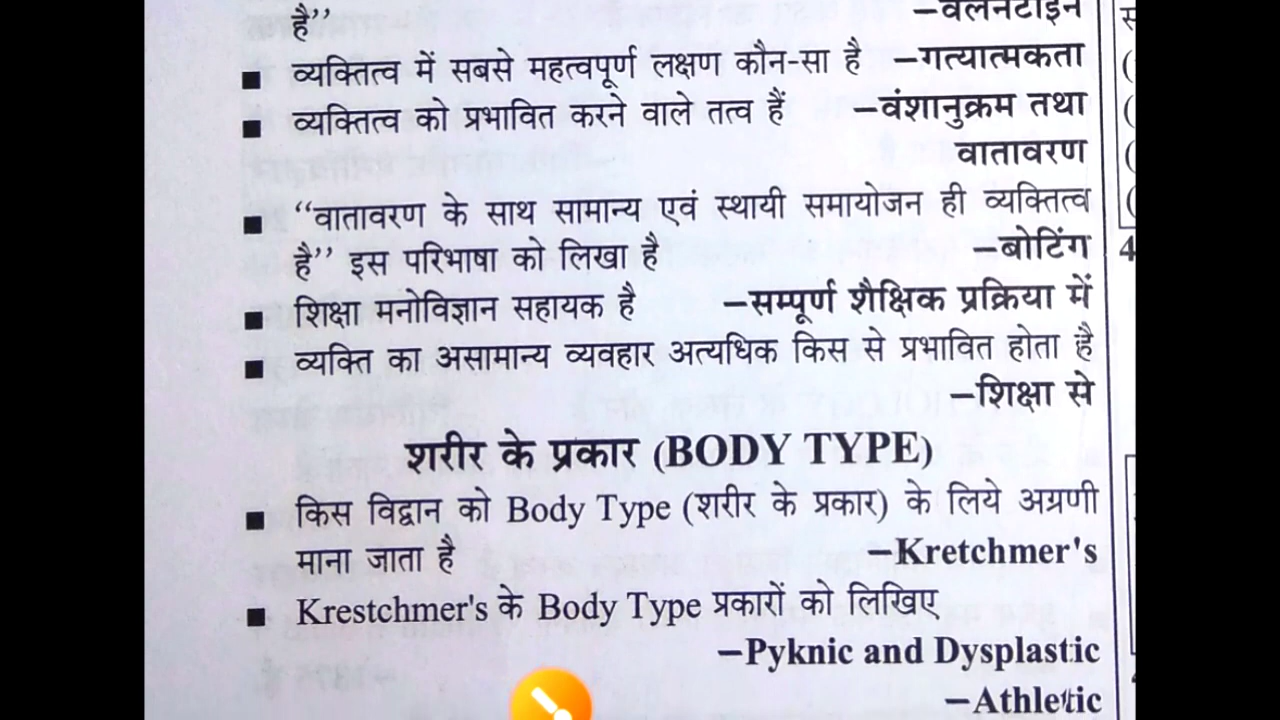 है’’ –वैलेनटाइन
■ व्यक्तित्व में सबसे महत्वपूर्ण लक्षण कौन-सा है –गत्यात्मकता
■ व्यक्तित्व को प्रभावित करने वाले तत्व हैं –वंशानुक्रम तथा
वातावरण
■ ‘‘वातावरण के साथ सामान्य एवं स्थायी समायोजन ही व्यक्तित्व
है’’ इस परिभाषा को लिखा है –बोटिंग
■ शिक्षा मनोविज्ञान सहायक है –सम्पूर्ण शैक्षिक प्रक्रिया में
■ व्यक्ति का असामान्य व्यवहार अत्यधिक किस से प्रभावित होता है
–शिक्षा से
शरीर के प्रकार (BODY TYPE)
■ किस विद्वान को Body Type (शरीर के प्रकार) के लिये अग्रणी
माना जाता है –Kretchmer's
■ Krestchmer's के Body Type प्रकारों को लिखिए
–Pyknic and Dysplastic
–Athletic